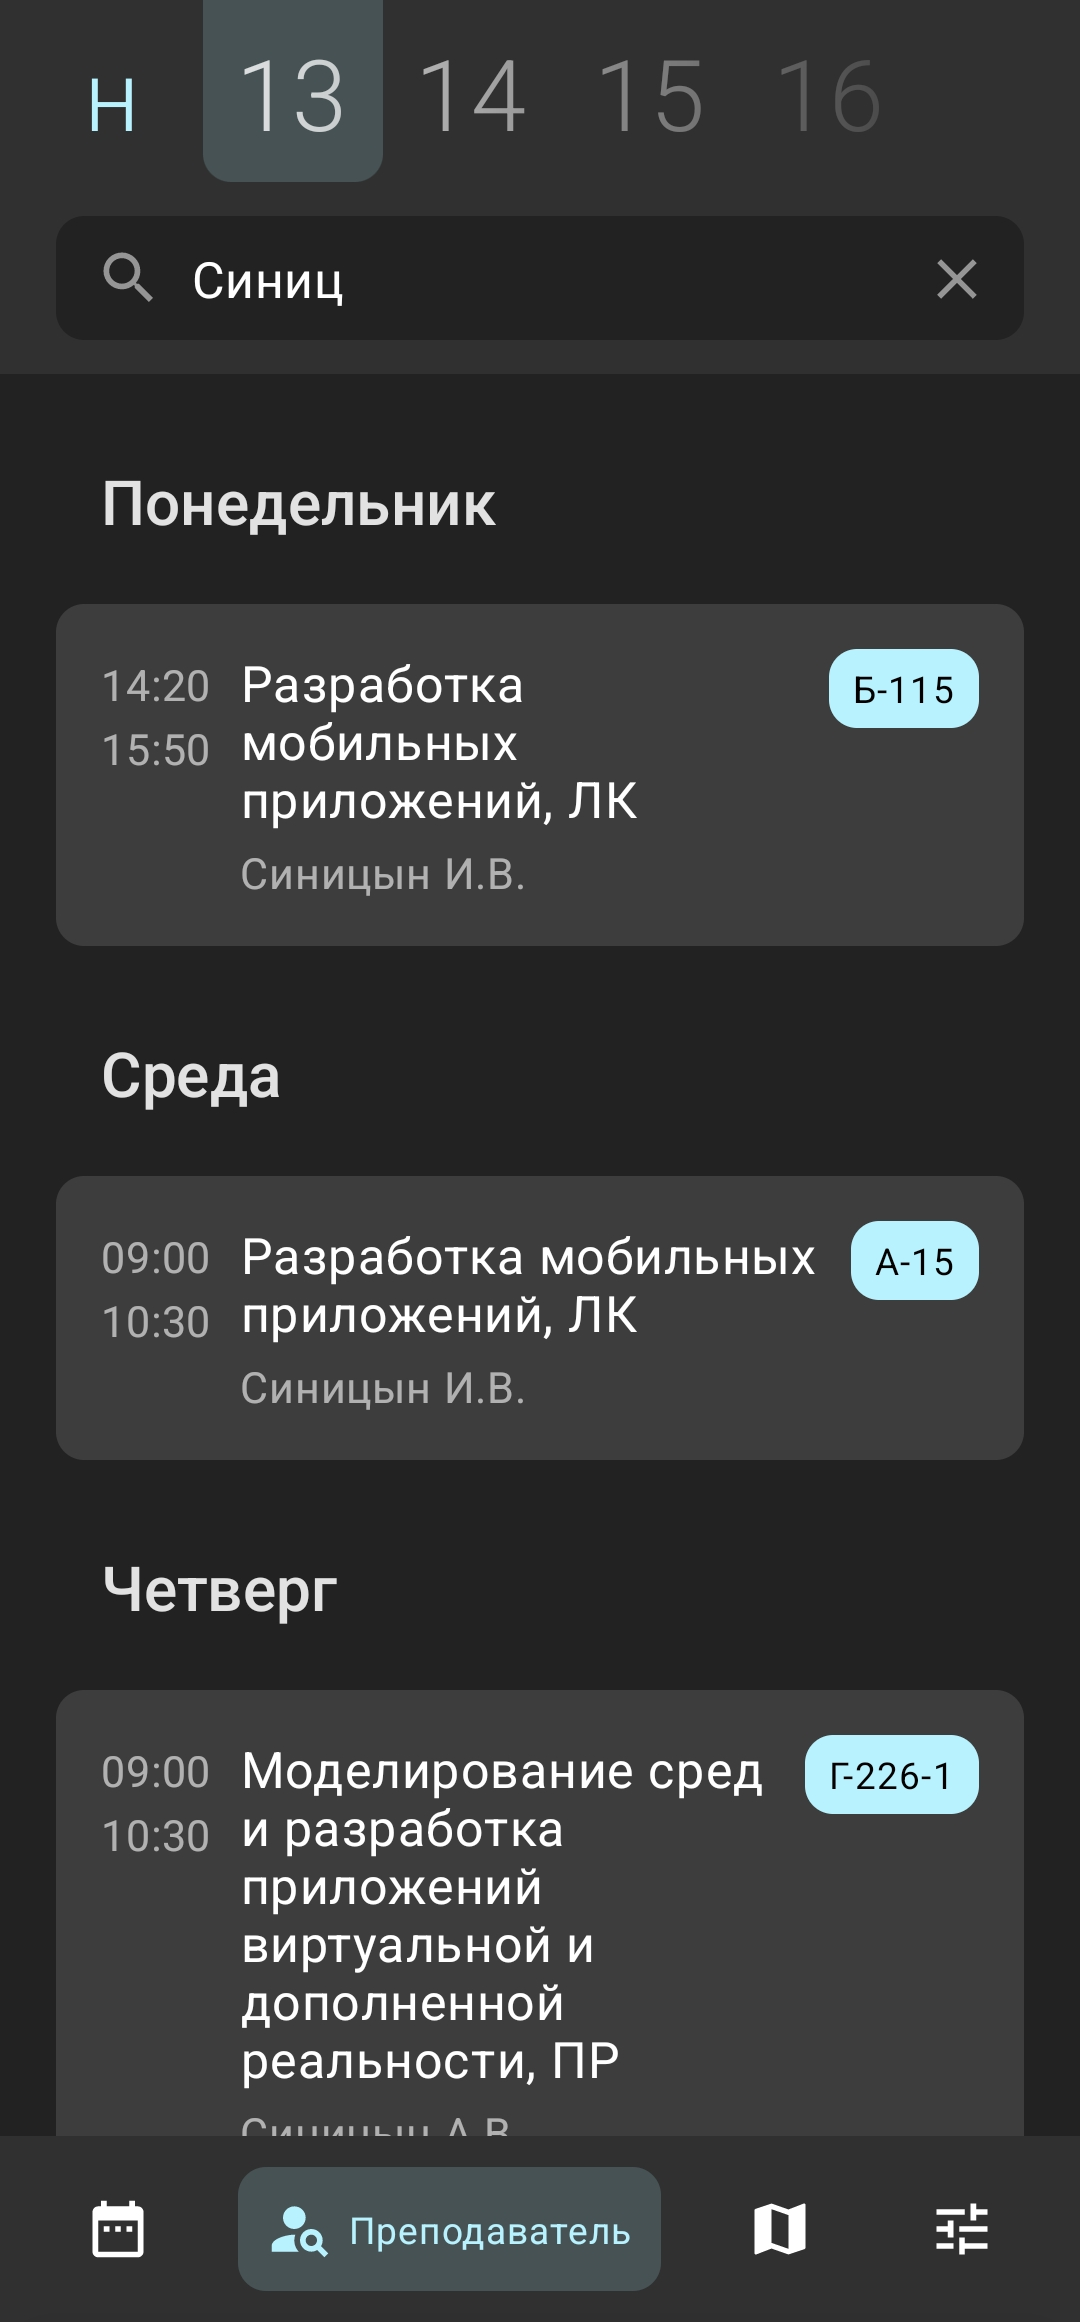 Н 13 14 15 16
Синиц
Понедельник
14:20
15:50
Разработка
мобильных
приложений, ЛК
Синицын И.В.
Б-115
Среда
09:00
10:30
Разработка мобильных
приложений, ЛК
Синицын И.В.
А-15
Четверг
09:00
10:30
Моделирование сред
и разработка
приложений
виртуальной и
дополненной
реальности, ПР
Синицын А.В.
Г-226-1
Преподаватель